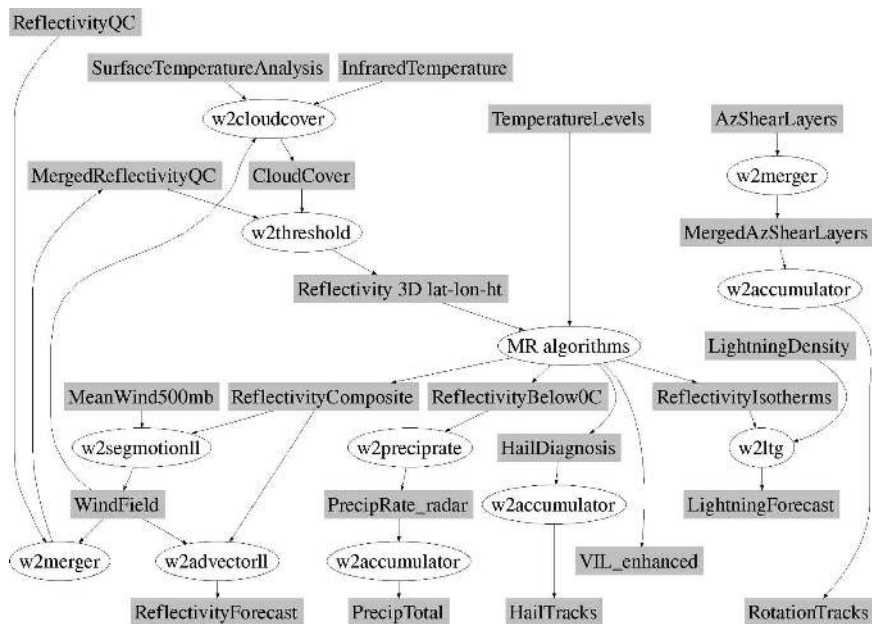 ReflectivityQC
SurfaceTemperatureAnalysis
InfraredTemperature
w2cloudcover
TemperatureLevels
AzShearLayers
MergedReflectivityQC
CloudCover
w2merger
w2threshold
MergedAzShearLayers
Reflectivity 3D lat-lon-ht
w2accumulator
MR algorithms
LightningDensity
MeanWind500mb
ReflectivityComposite
ReflectivityBelow0C
ReflectivityIsotherms
w2segmotionll
w2preciprate
HailDiagnosis
w2ltg
WindField
PrecipRate_radar
w2accumulator
LightningForecast
w2merger
w2advectorll
w2accumulator
VIL_enhanced
ReflectivityForecast
PrecipTotal
HailTracks
RotationTracks